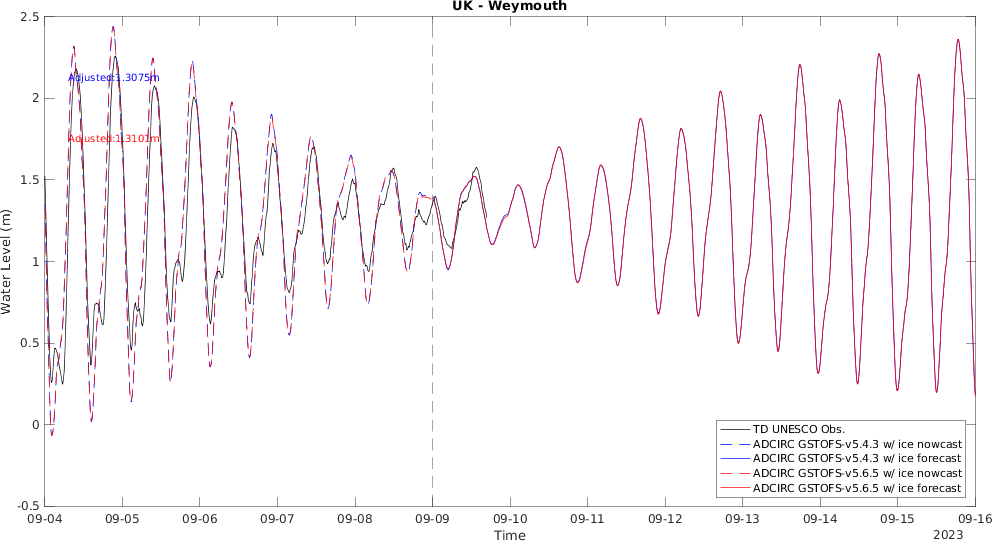 UK - Weymouth
2.5
2
1.5
1
0.5
0
-0.5
Water Level (m)
Adjusted:1.3075m
Adjusted:1.3101m
TD UNESCO Obs.
ADCIRC GSTOFS-v5.4.3 w/ ice nowcast
ADCIRC GSTOFS-v5.4.3 w/ ice forecast
ADCIRC GSTOFS-v5.6.5 w/ ice nowcast
ADCIRC GSTOFS-v5.6.5 w/ ice forecast
09-04 09-05 09-06 09-07 09-08 09-09 09-10 09-11 09-12 09-13 09-14 09-15 09-16
Time
2023